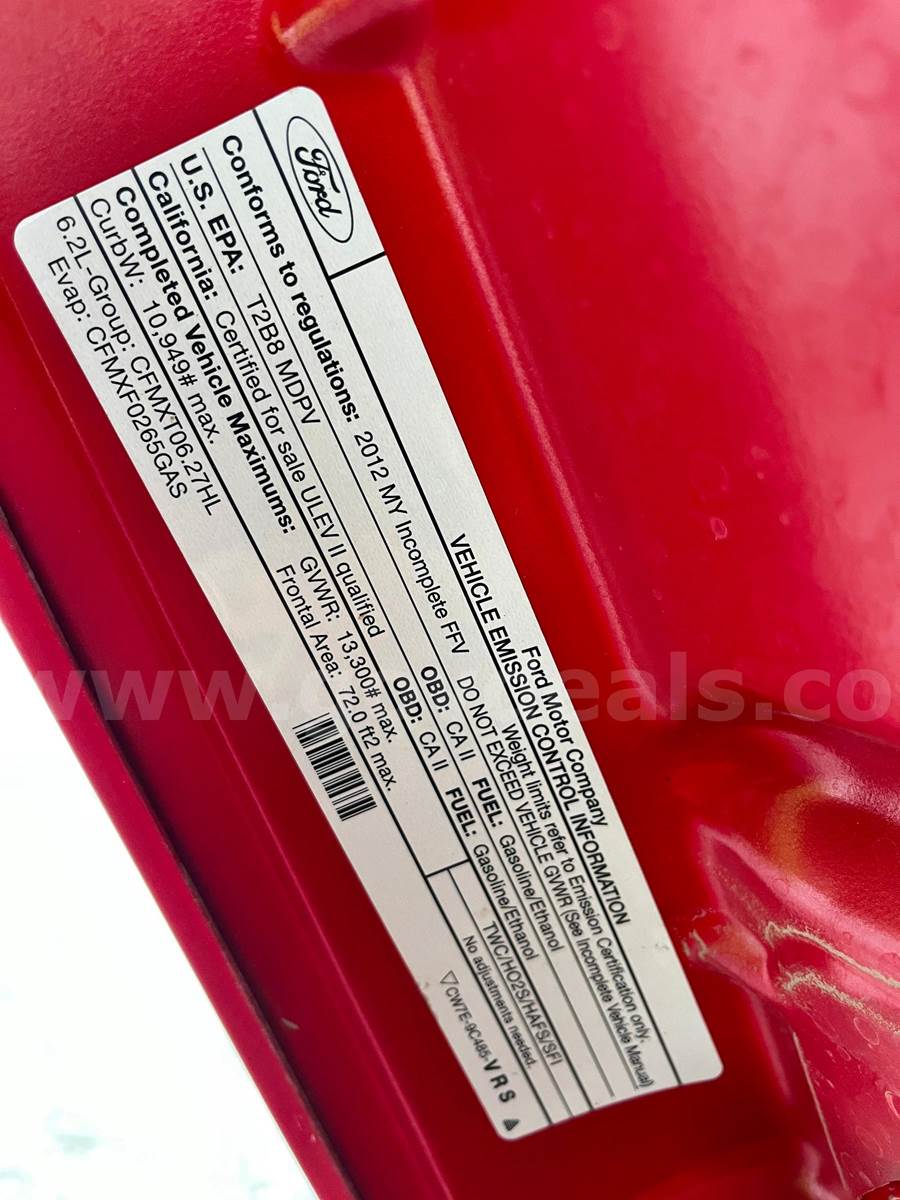 Ford
Ford Motor Company
VEHICLE EMISSION CONTROL INFORMATION
Weight limits refer to Emission Certification only.
DO NOT EXCEED VEHICLE GVWR (See Incomplete Vehicle Manual)
Conforms to regulations: 2012 MY Incomplete FFV
U.S. EPA: T2B8 MDPV OBD: CA II FUEL: Gasoline/Ethanol
California: Certified for sale ULEV II qualified OBD: CA II FUEL: Gasoline/Ethanol
Completed Vehicle Maximums: GVWR: 13,300# max.
CurbW: 10,949# max. Frontal Area: 72.0 ft2 max.
6.2L-Group: CFMXT06.27HL
Evap: CFMXF0265GAS
TWC/HO2S/HAFS/SFI
No adjustments needed.
▽CW7E-9C485-V R S